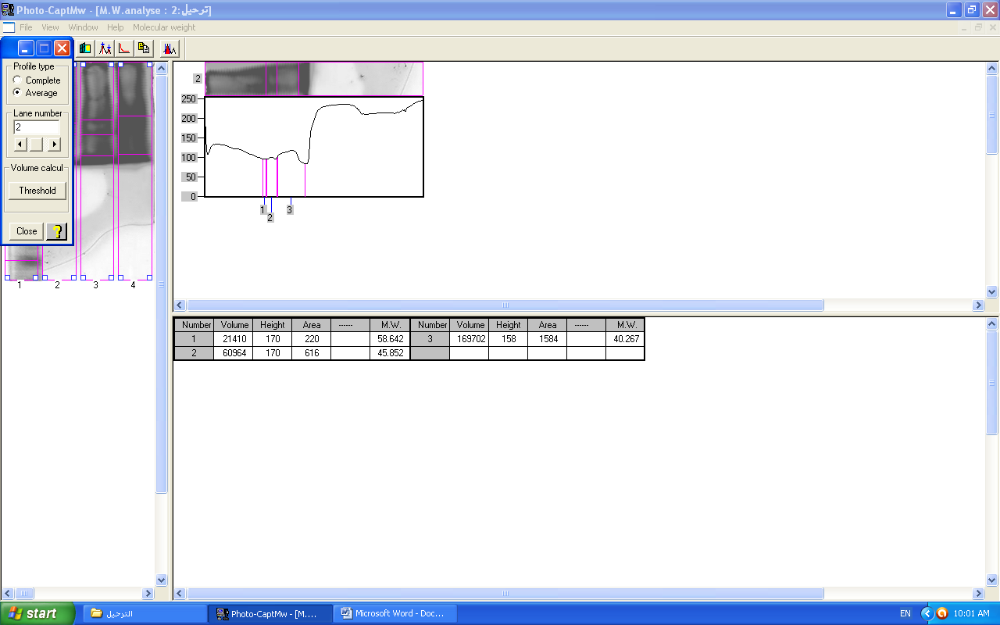 Photo-CaptMw - [M.W.analyse : 2:ترحيل]
File View Window Help Molecular weight
Profile type
Complete
Average
Lane number
2
Volume calcul
Threshold
Close ?
1 2 3 4
2
250
200
150
100
50
0
1 2 3
Number Volume Height Area ------ M.W. Number Volume Height Area ------ M.W.
1 21410 170 220 58.642 3 169702 158 1584 40.267
2 60964 170 616 45.852
start الترحيل Photo-CaptMw - [M.... Microsoft Word - Doc... EN 10:01 AM